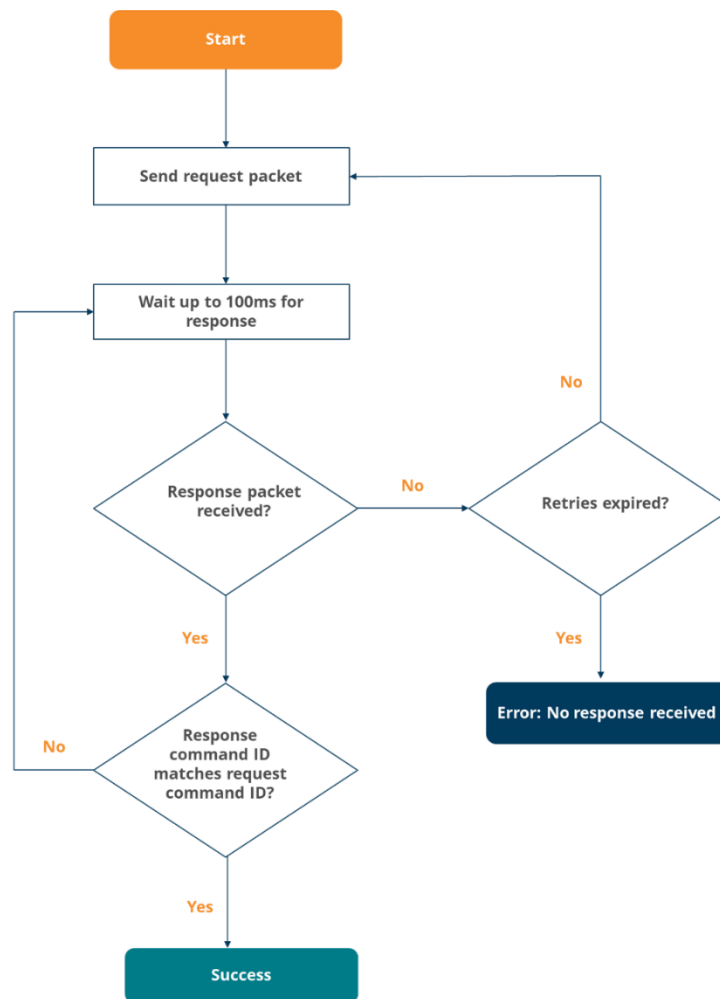 Start
Send request packet
Wait up to 100ms for
response
No
Response packet
received?
No
Retries expired?
Yes
Yes
Error: No response received
Response
command ID
matches request
command ID?
No
Yes
Success